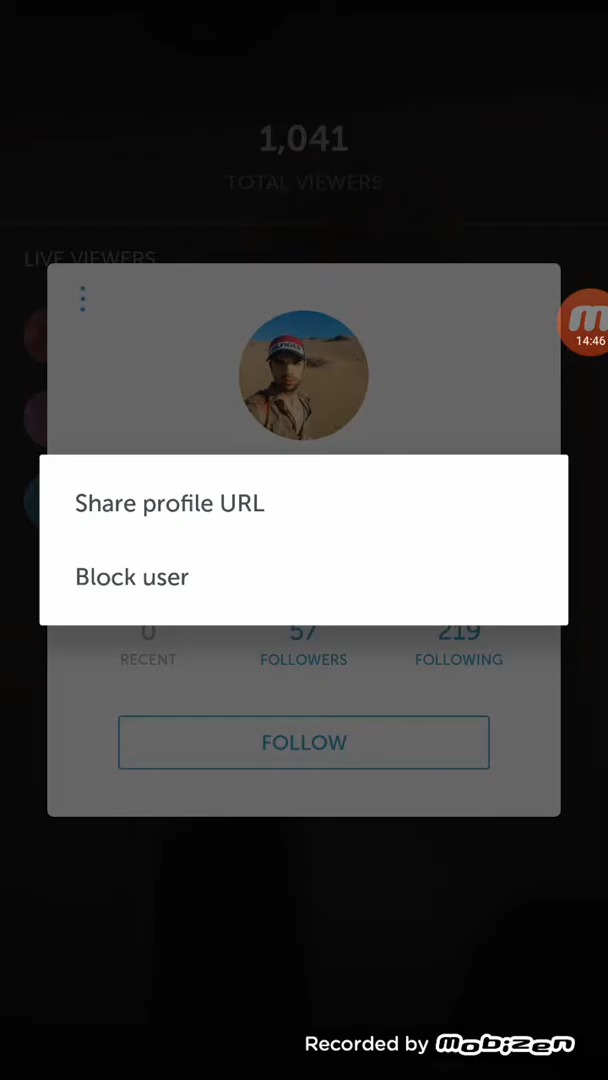 1,041
TOTAL VIEWERS
LIVE VIEWERS
14:46
Share profile URL
Block user
0 57 219
RECENT FOLLOWERS FOLLOWING
FOLLOW
Recorded by mobizen